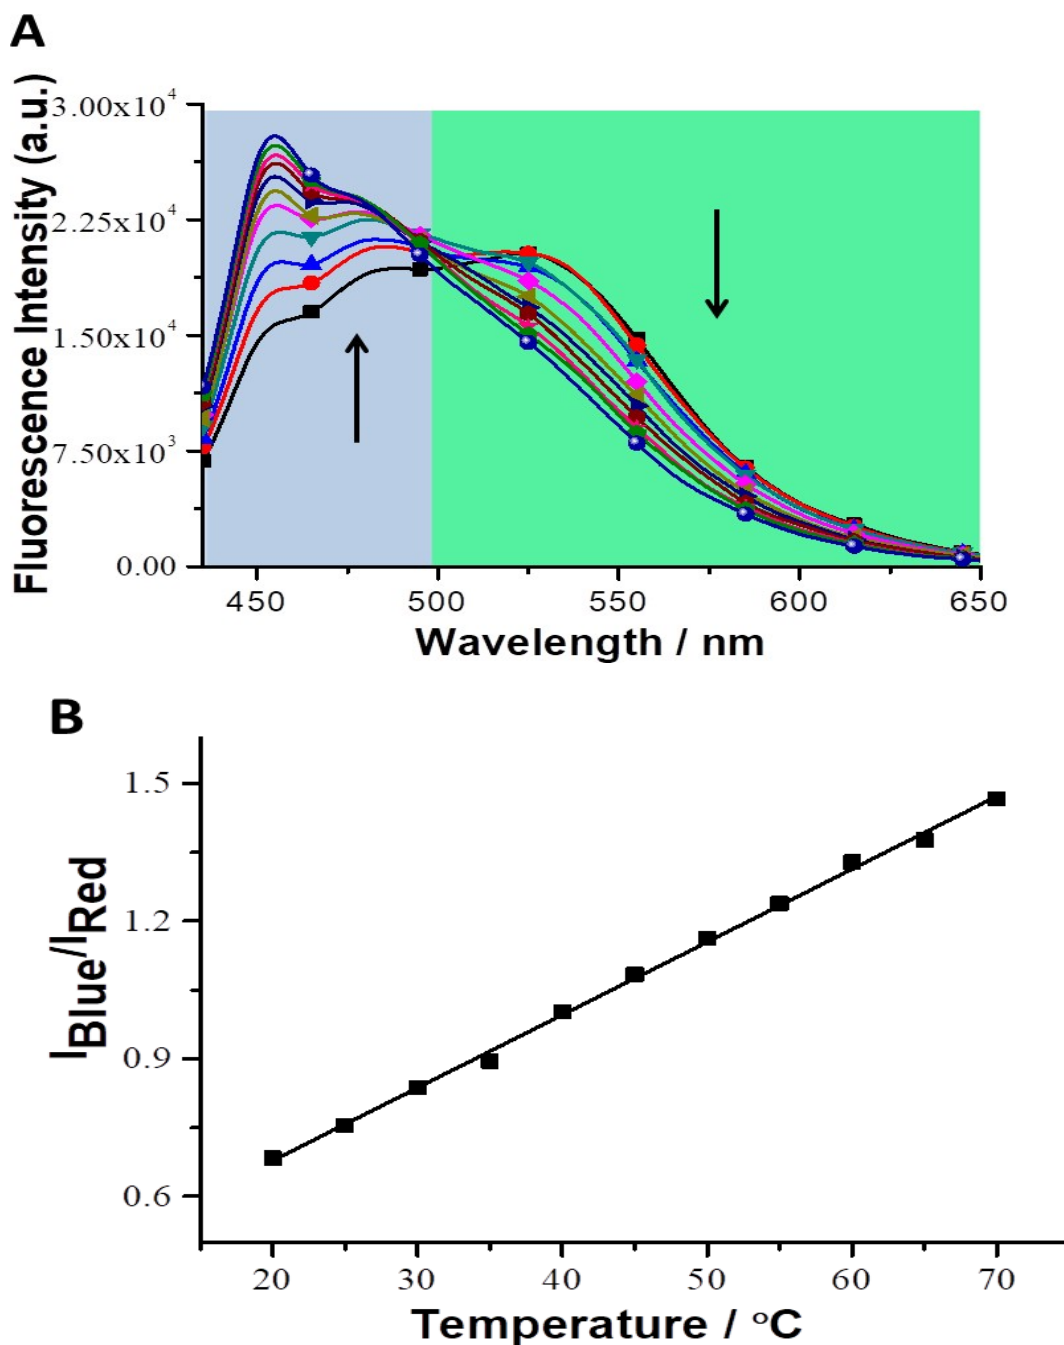 A
Fluorescence Intensity (a.u.)
3.00x10⁴
2.25x10⁴
1.50x10⁴
7.50x10³
0.00
450 500 550 600 650
Wavelength / nm
B
I_Blue/I_Red
1.5
1.2
0.9
0.6
20 30 40 50 60 70
Temperature / °C